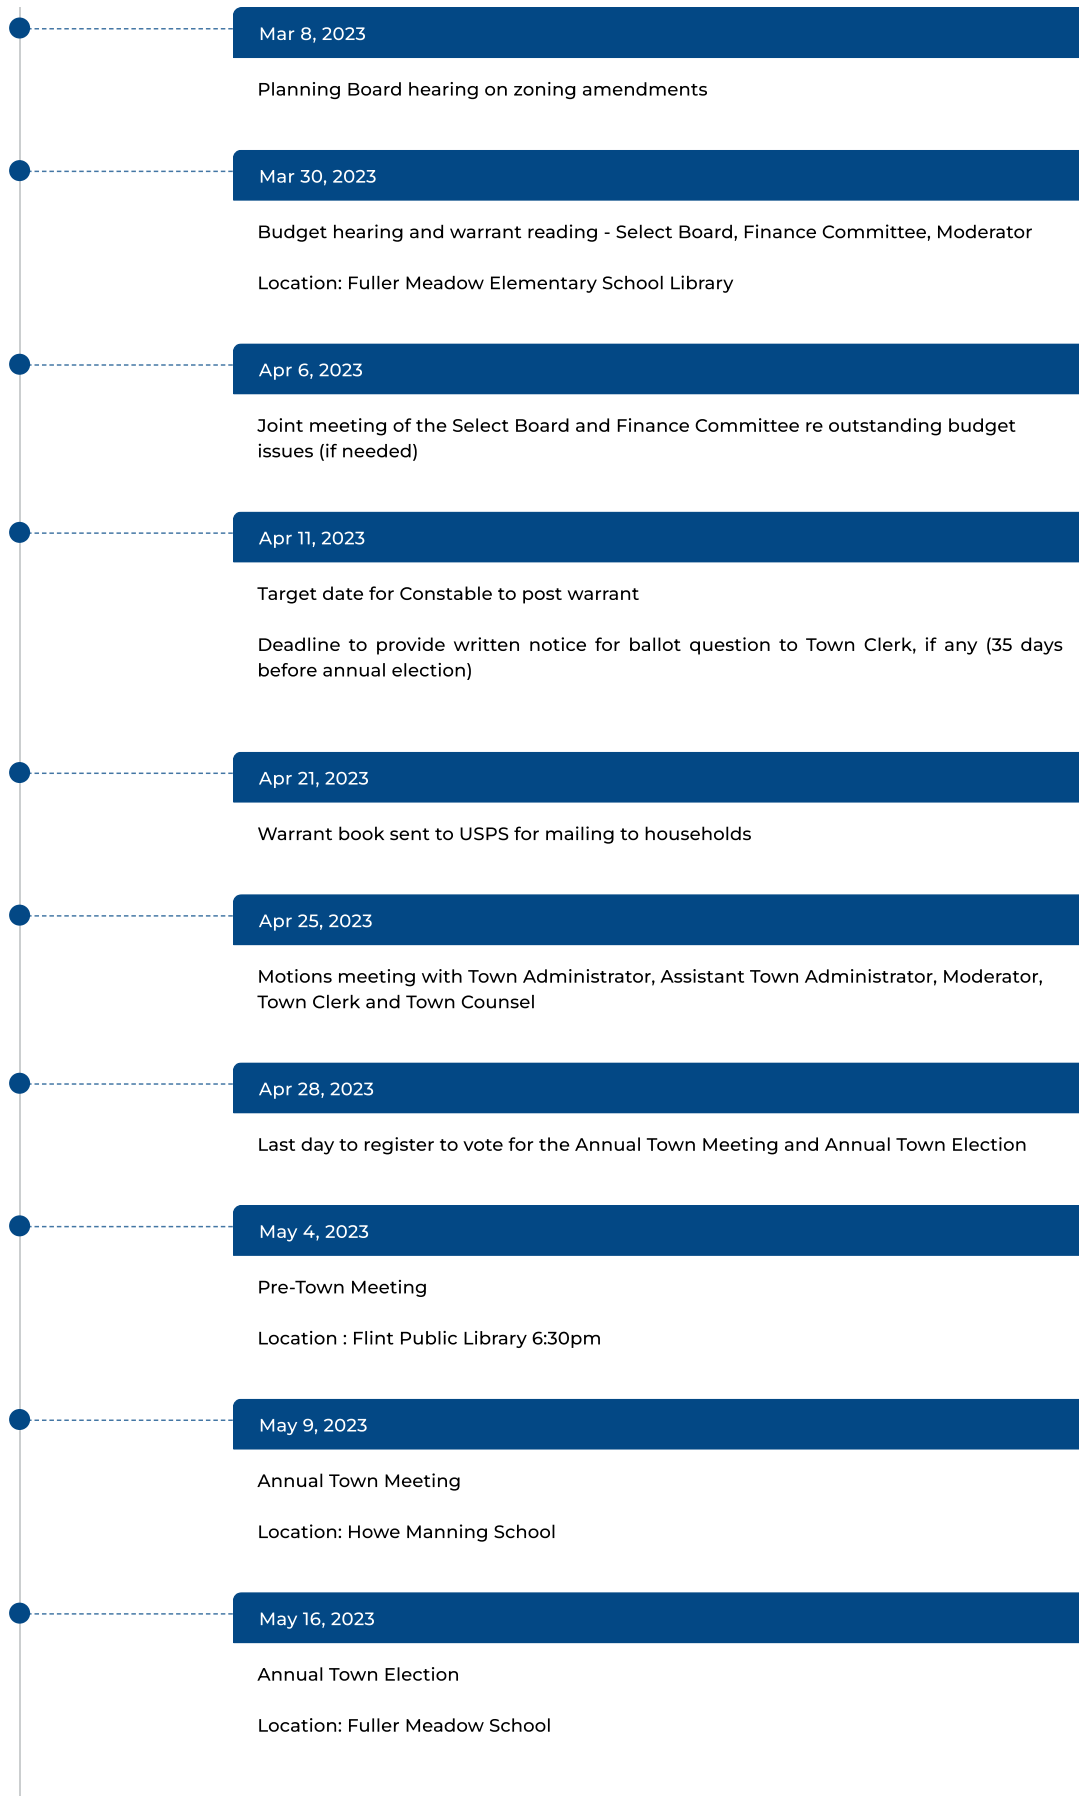 Mar 8, 2023
Planning Board hearing on zoning amendments
Mar 30, 2023
Budget hearing and warrant reading - Select Board, Finance Committee, Moderator
Location: Fuller Meadow Elementary School Library
Apr 6, 2023
Joint meeting of the Select Board and Finance Committee re outstanding budget
issues (if needed)
Apr 11, 2023
Target date for Constable to post warrant
Deadline to provide written notice for ballot question to Town Clerk, if any (35 days
before annual election)
Apr 21, 2023
Warrant book sent to USPS for mailing to households
Apr 25, 2023
Motions meeting with Town Administrator, Assistant Town Administrator, Moderator,
Town Clerk and Town Counsel
Apr 28, 2023
Last day to register to vote for the Annual Town Meeting and Annual Town Election
May 4, 2023
Pre-Town Meeting
Location : Flint Public Library 6:30pm
May 9, 2023
Annual Town Meeting
Location: Howe Manning School
May 16, 2023
Annual Town Election
Location: Fuller Meadow School